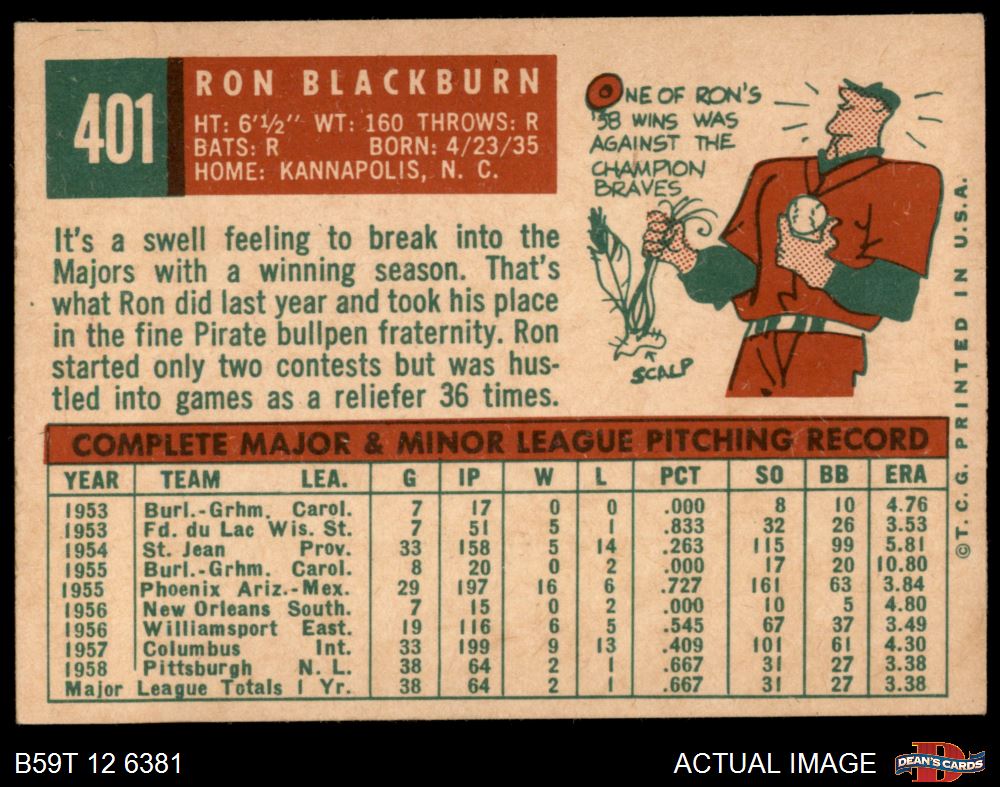 401
RON BLACKBURN
HT: 6'½" WT: 160 THROWS: R
BATS: R BORN: 4/23/35
HOME: KANNAPOLIS, N. C.
It's a swell feeling to break into the
Majors with a winning season. That's
what Ron did last year and took his place
in the fine Pirate bullpen fraternity. Ron
started only two contests but was hus-
tled into games as a reliefer 36 times.
ONE OF RON'S
'58 WINS WAS
AGAINST THE
CHAMPION
BRAVES
SCALP
COMPLETE MAJOR & MINOR LEAGUE PITCHING RECORD
YEAR TEAM LEA. G IP W L PCT SO BB ERA
1953 Burl.-Grhm. Carol. 7 17 0 0 .000 8 10 4.76
1953 Fd. du Lac Wis. St. 7 51 5 1 .833 32 26 3.53
1954 St. Jean Prov. 33 158 5 14 .263 115 99 5.81
1955 Burl.-Grhm. Carol. 8 20 0 2 .000 17 20 10.80
1955 Phoenix Ariz.-Mex. 29 197 16 6 .727 161 63 3.84
1956 New Orleans South. 7 15 0 2 .000 10 5 4.80
1956 Williamsport East. 19 116 6 5 .545 67 37 3.49
1957 Columbus Int. 33 199 9 13 .409 101 61 4.30
1958 Pittsburgh N. L. 38 64 2 1 .667 31 27 3.38
Major League Totals 1 Yr. 38 64 2 1 .667 31 27 3.38
©T. C. G. PRINTED IN U.S.A.
B59T 12 6381
ACTUAL IMAGE
DEAN'S CARDS